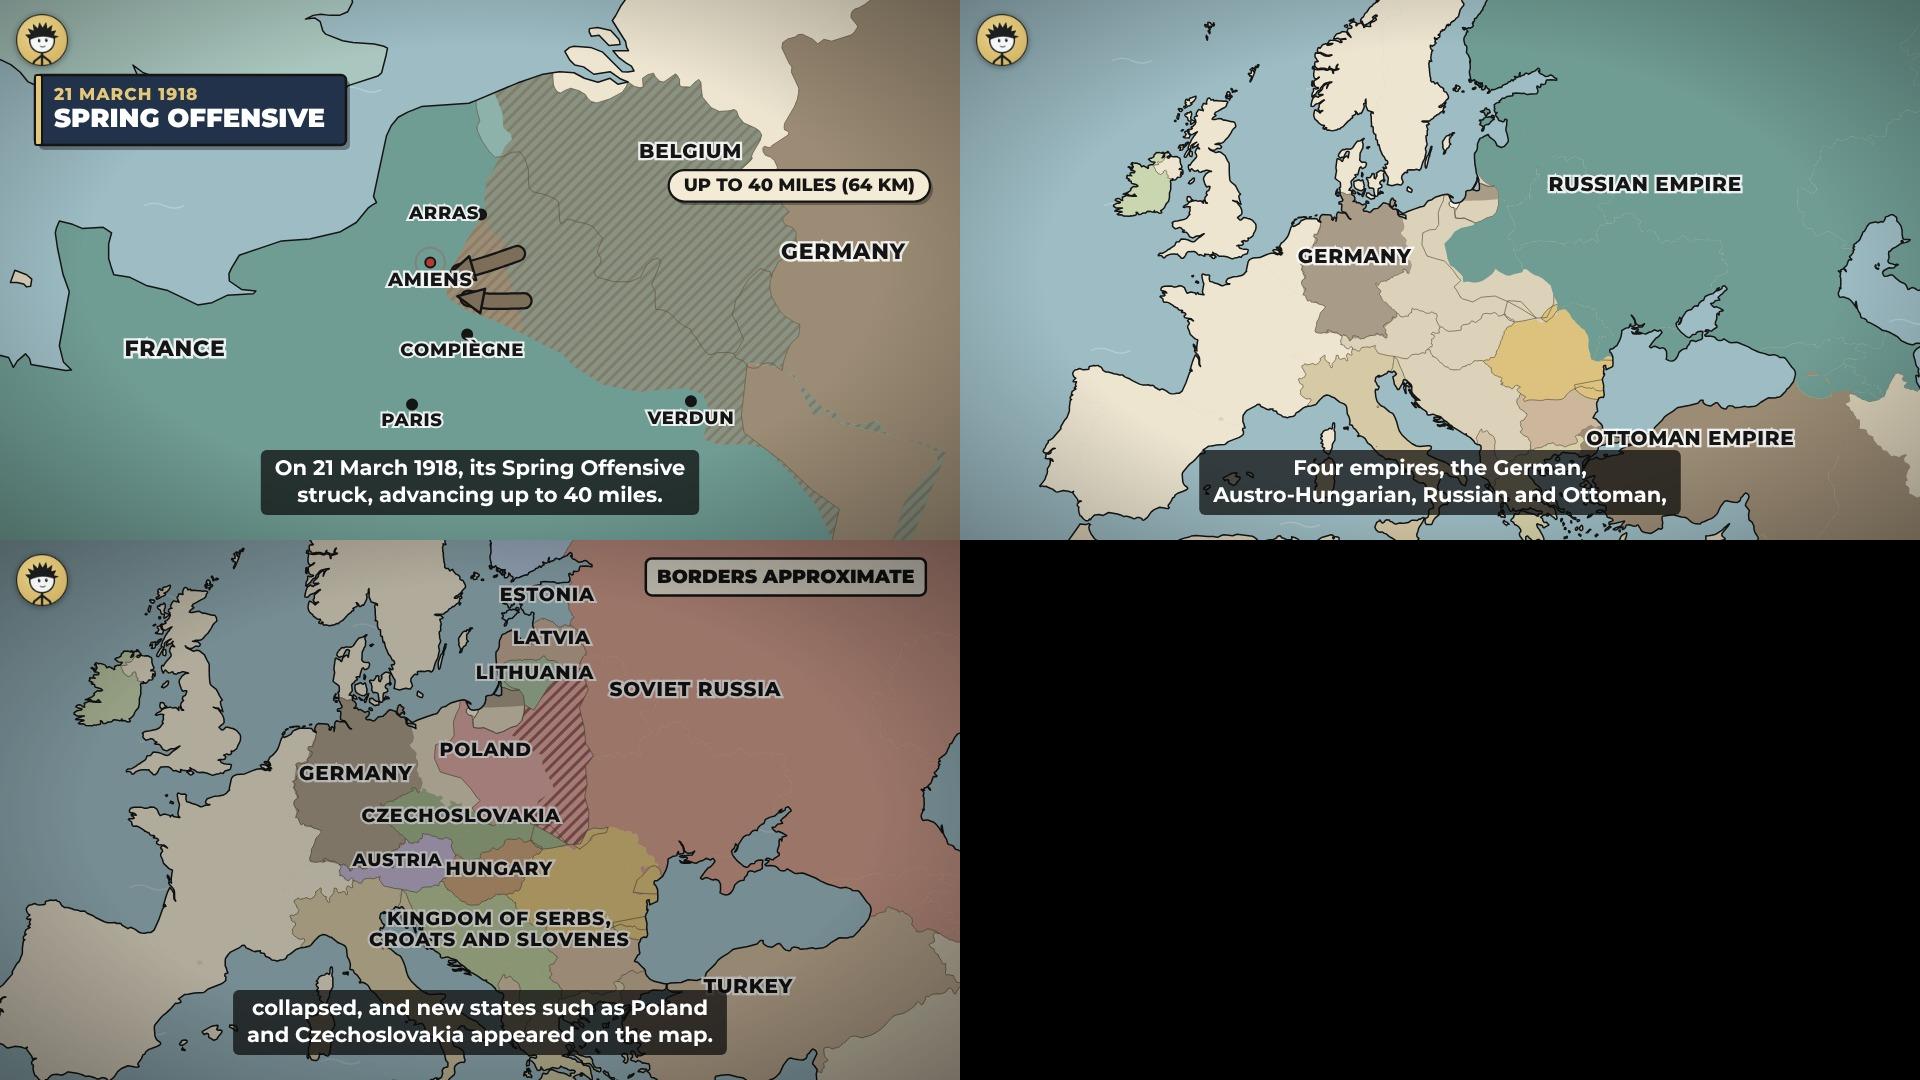 21 MARCH 1918
SPRING OFFENSIVE
BELGIUM
UP TO 40 MILES (64 KM)
ARRAS
GERMANY
AMIENS
FRANCE
COMPIÈGNE
PARIS
VERDUN
On 21 March 1918, its Spring Offensive
struck, advancing up to 40 miles.
RUSSIAN EMPIRE
GERMANY
OTTOMAN EMPIRE
Four empires, the German,
Austro-Hungarian, Russian and Ottoman,
BORDERS APPROXIMATE
ESTONIA
LATVIA
LITHUANIA
SOVIET RUSSIA
POLAND
GERMANY
CZECHOSLOVAKIA
AUSTRIA
HUNGARY
KINGDOM OF SERBS,
CROATS AND SLOVENES
TURKEY
collapsed, and new states such as Poland
and Czechoslovakia appeared on the map.